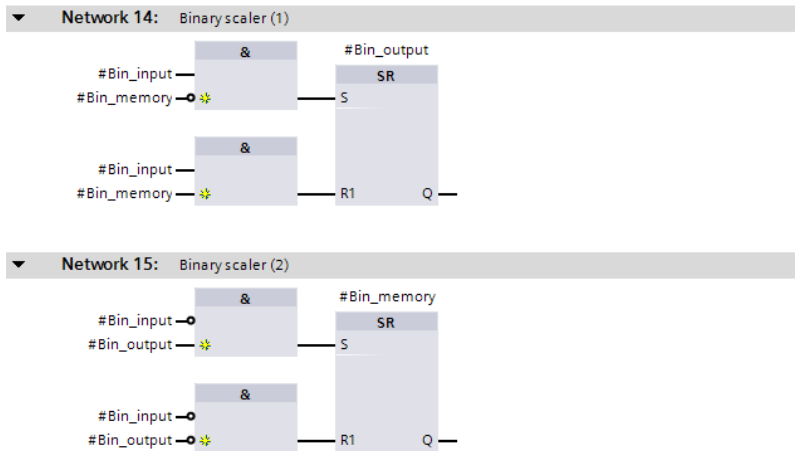 Network 14: Binary scaler (1)
& #Bin_output
#Bin_input SR
#Bin_memory S
&
#Bin_input
#Bin_memory R1 Q
Network 15: Binary scaler (2)
& #Bin_memory
#Bin_input SR
#Bin_output S
&
#Bin_input
#Bin_output R1 Q